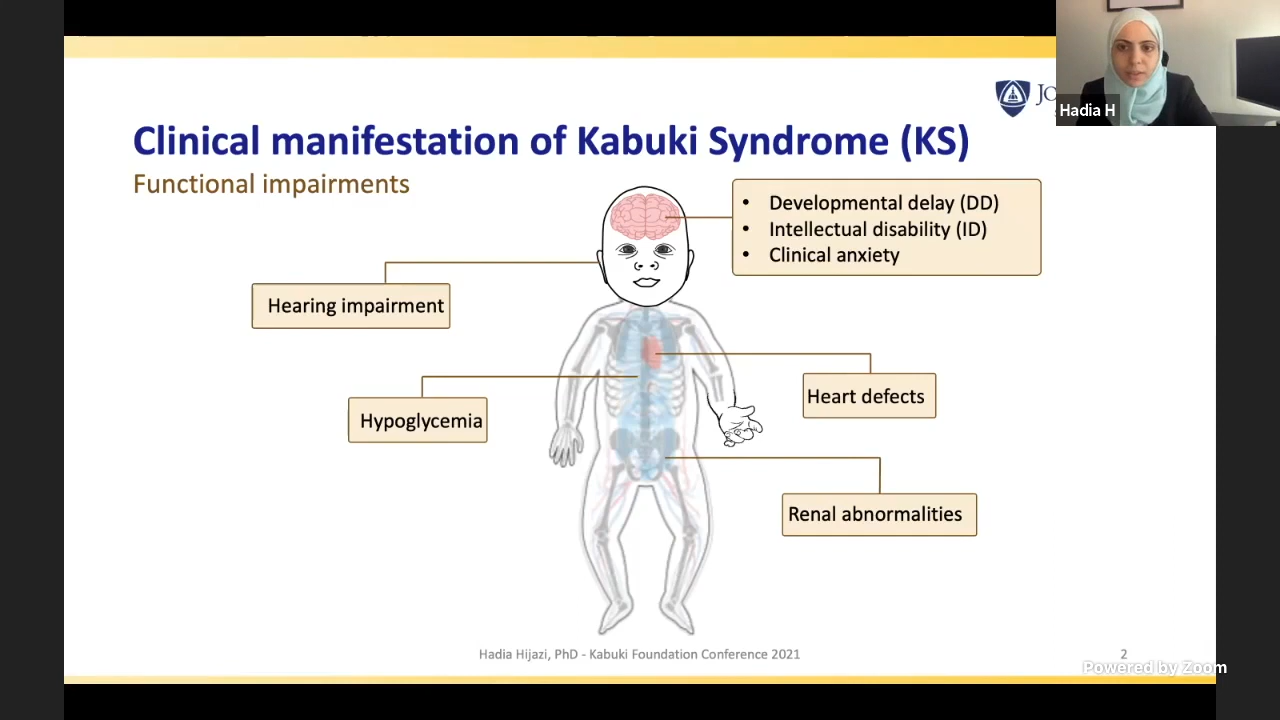 Hadia H
Clinical manifestation of Kabuki Syndrome (KS)
Functional impairments
• Developmental delay (DD)
• Intellectual disability (ID)
• Clinical anxiety
Hearing impairment
Heart defects
Hypoglycemia
Renal abnormalities
Hadia Hijazi, PhD - Kabuki Foundation Conference 2021
2
Powered by Zoom